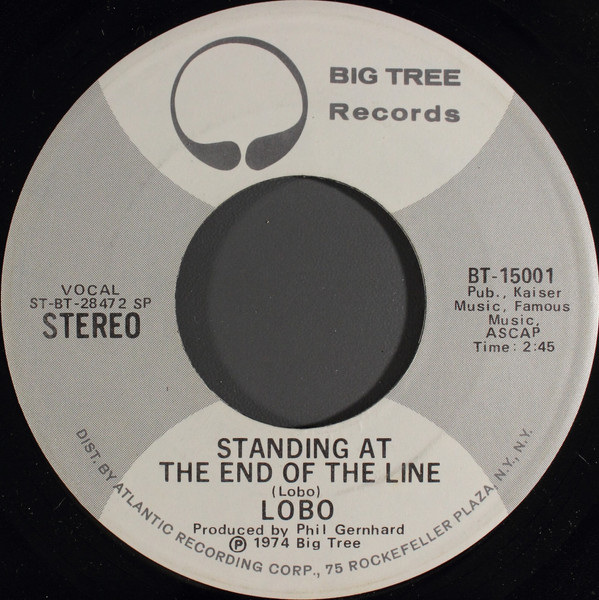 BIG TREE
Records
VOCAL
ST-BT-28472 SP
STEREO
BT-15001
Pub., Kaiser
Music, Famous
Music,
ASCAP
Time: 2:45
STANDING AT
THE END OF THE LINE
(Lobo)
LOBO
Produced by Phil Gernhard
Ⓟ 1974 Big Tree
DIST. BY ATLANTIC RECORDING CORP., 75 ROCKEFELLER PLAZA, N.Y., N.Y.